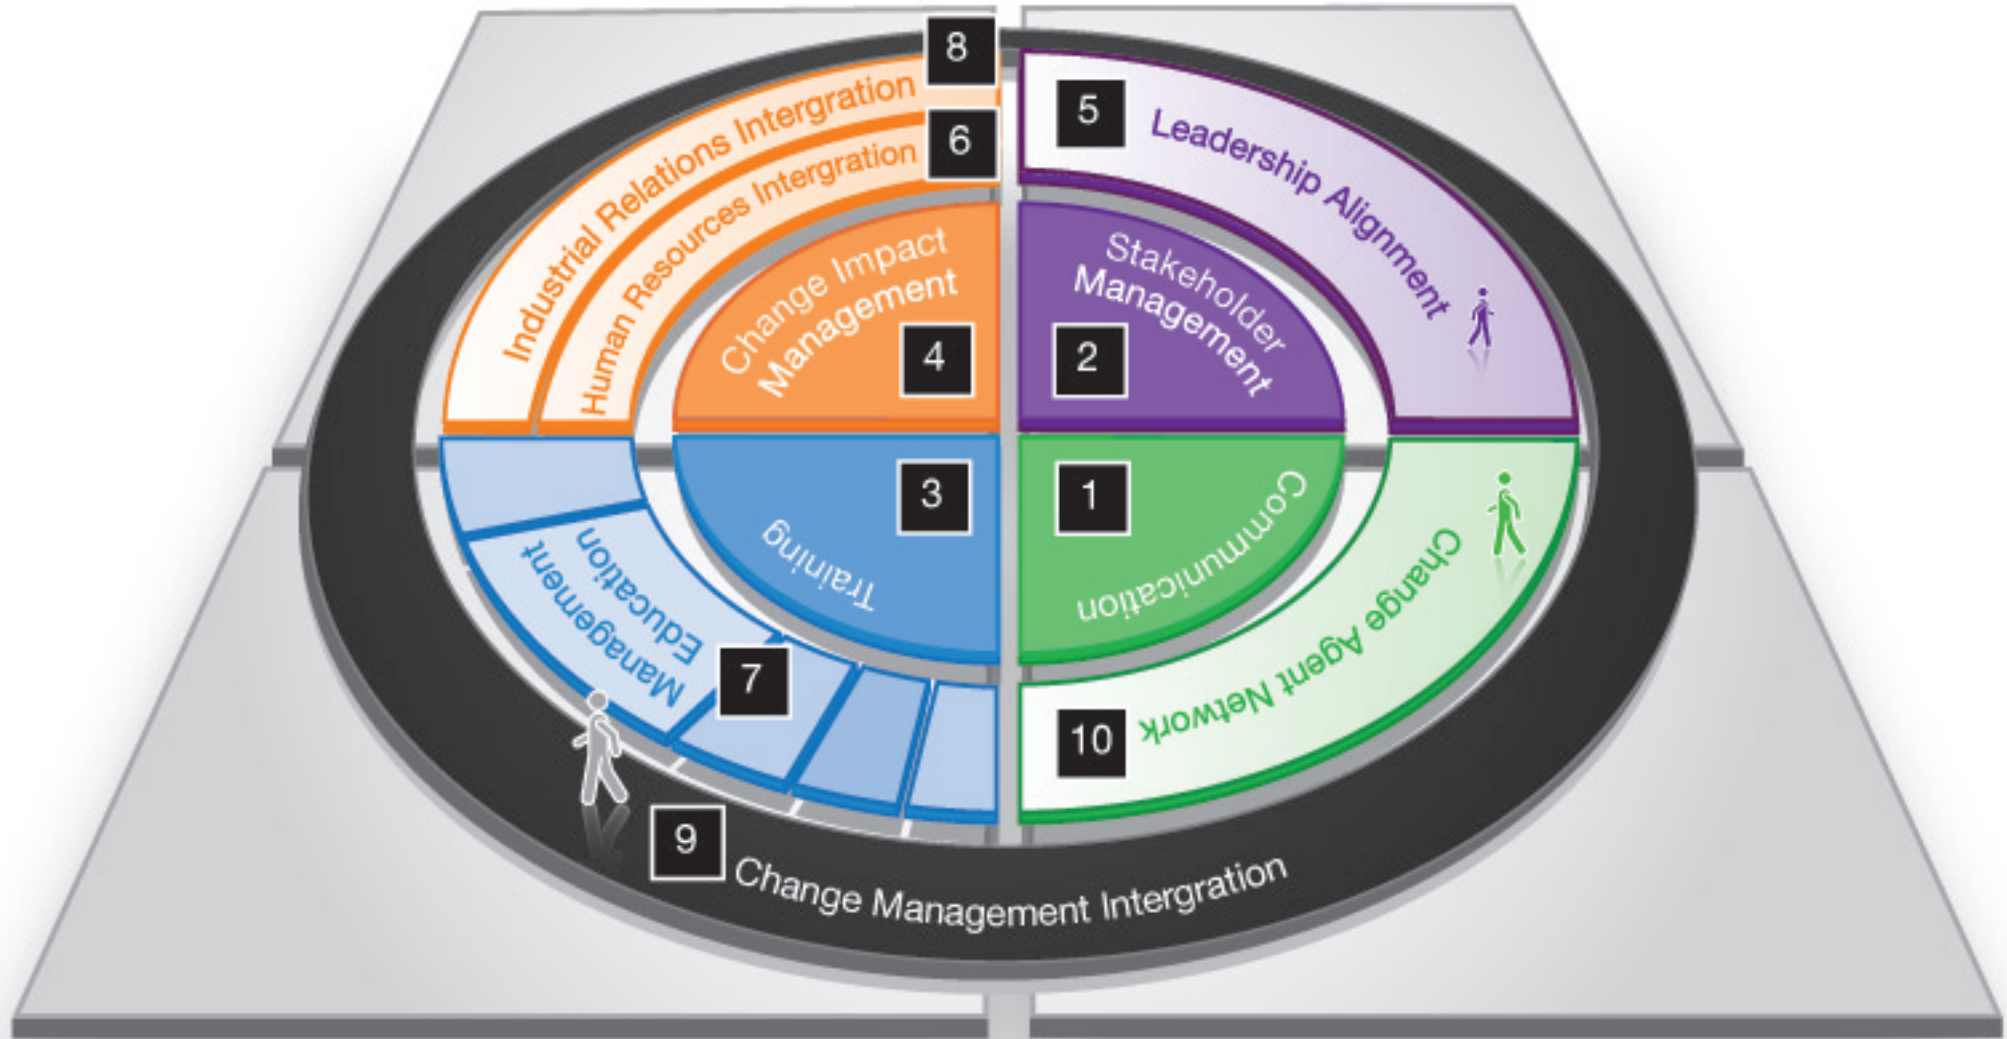 8
Industrial Relations Intergration
6
Human Resources Intergration
5
Leadership Alignment
Change Impact
Management
4
Stakeholder
Management
2
3
Training
1
Communication
Management
Education
7
10
Change Agent Network
9
Change Management Intergration